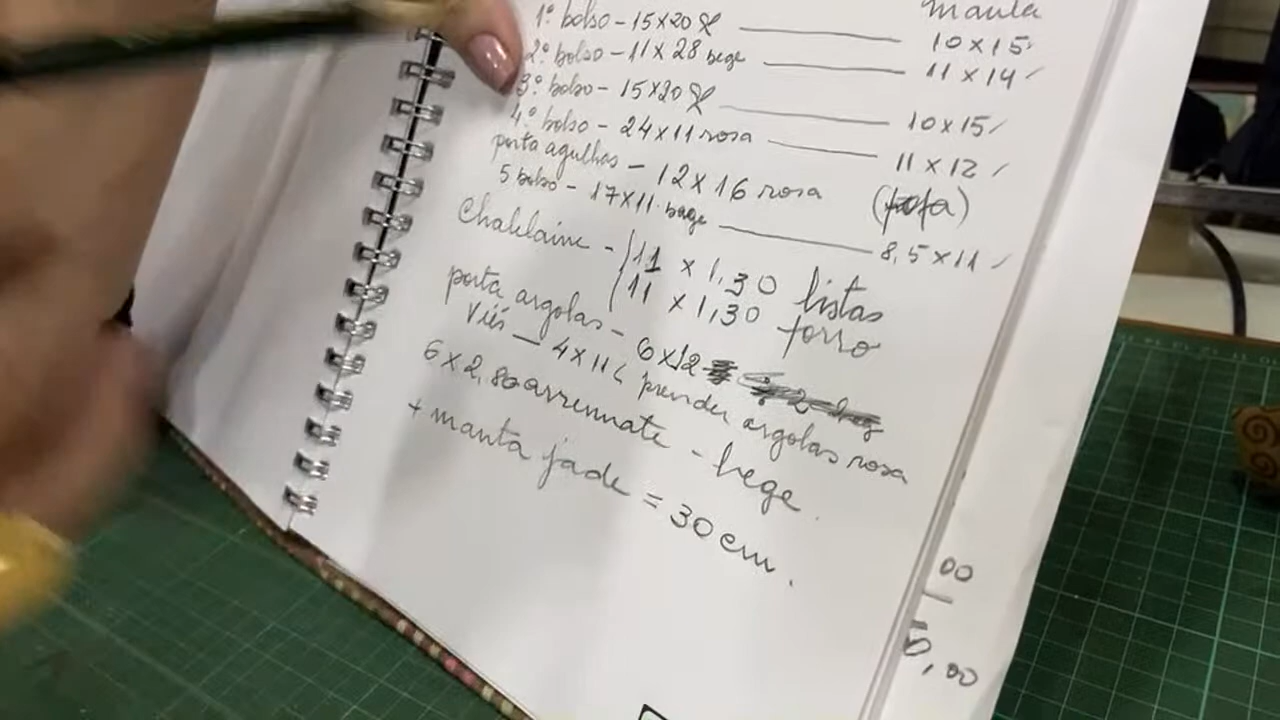 manta
1º bolso - 15x20 10x15
2º bolso - 11x28 bege 11x14
3º bolso - 15x20 10x15
4º bolso - 24x11 rosa 11x12
porta agulhas - 12x16 rosa (fofa)
5 bolso - 17x11 bege 8,5x11
Chatelaine - 11 x 1,30 listas
11 x 1,30 forro
porta argolas - 6x12
Viés - 4x11 prender argolas rosa
6x2,80 arremate - bege.
+ manta jade = 30 cm.
00
5,00